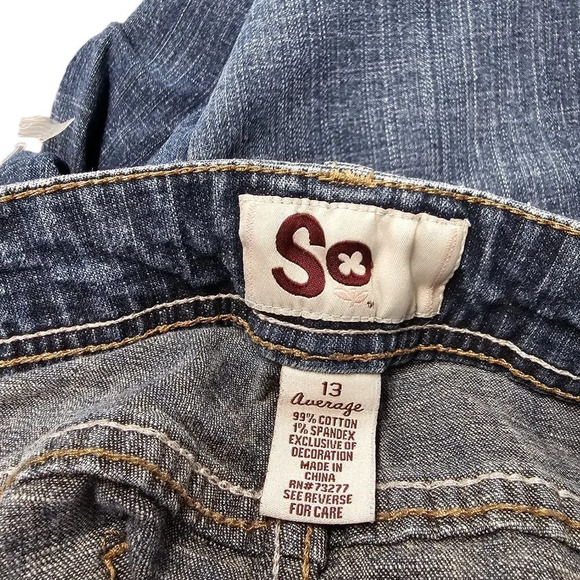 So
13
average
99% COTTON
1% SPANDEX
EXCLUSIVE OF
DECORATION
MADE IN
CHINA
RN#73277
SEE REVERSE
FOR CARE